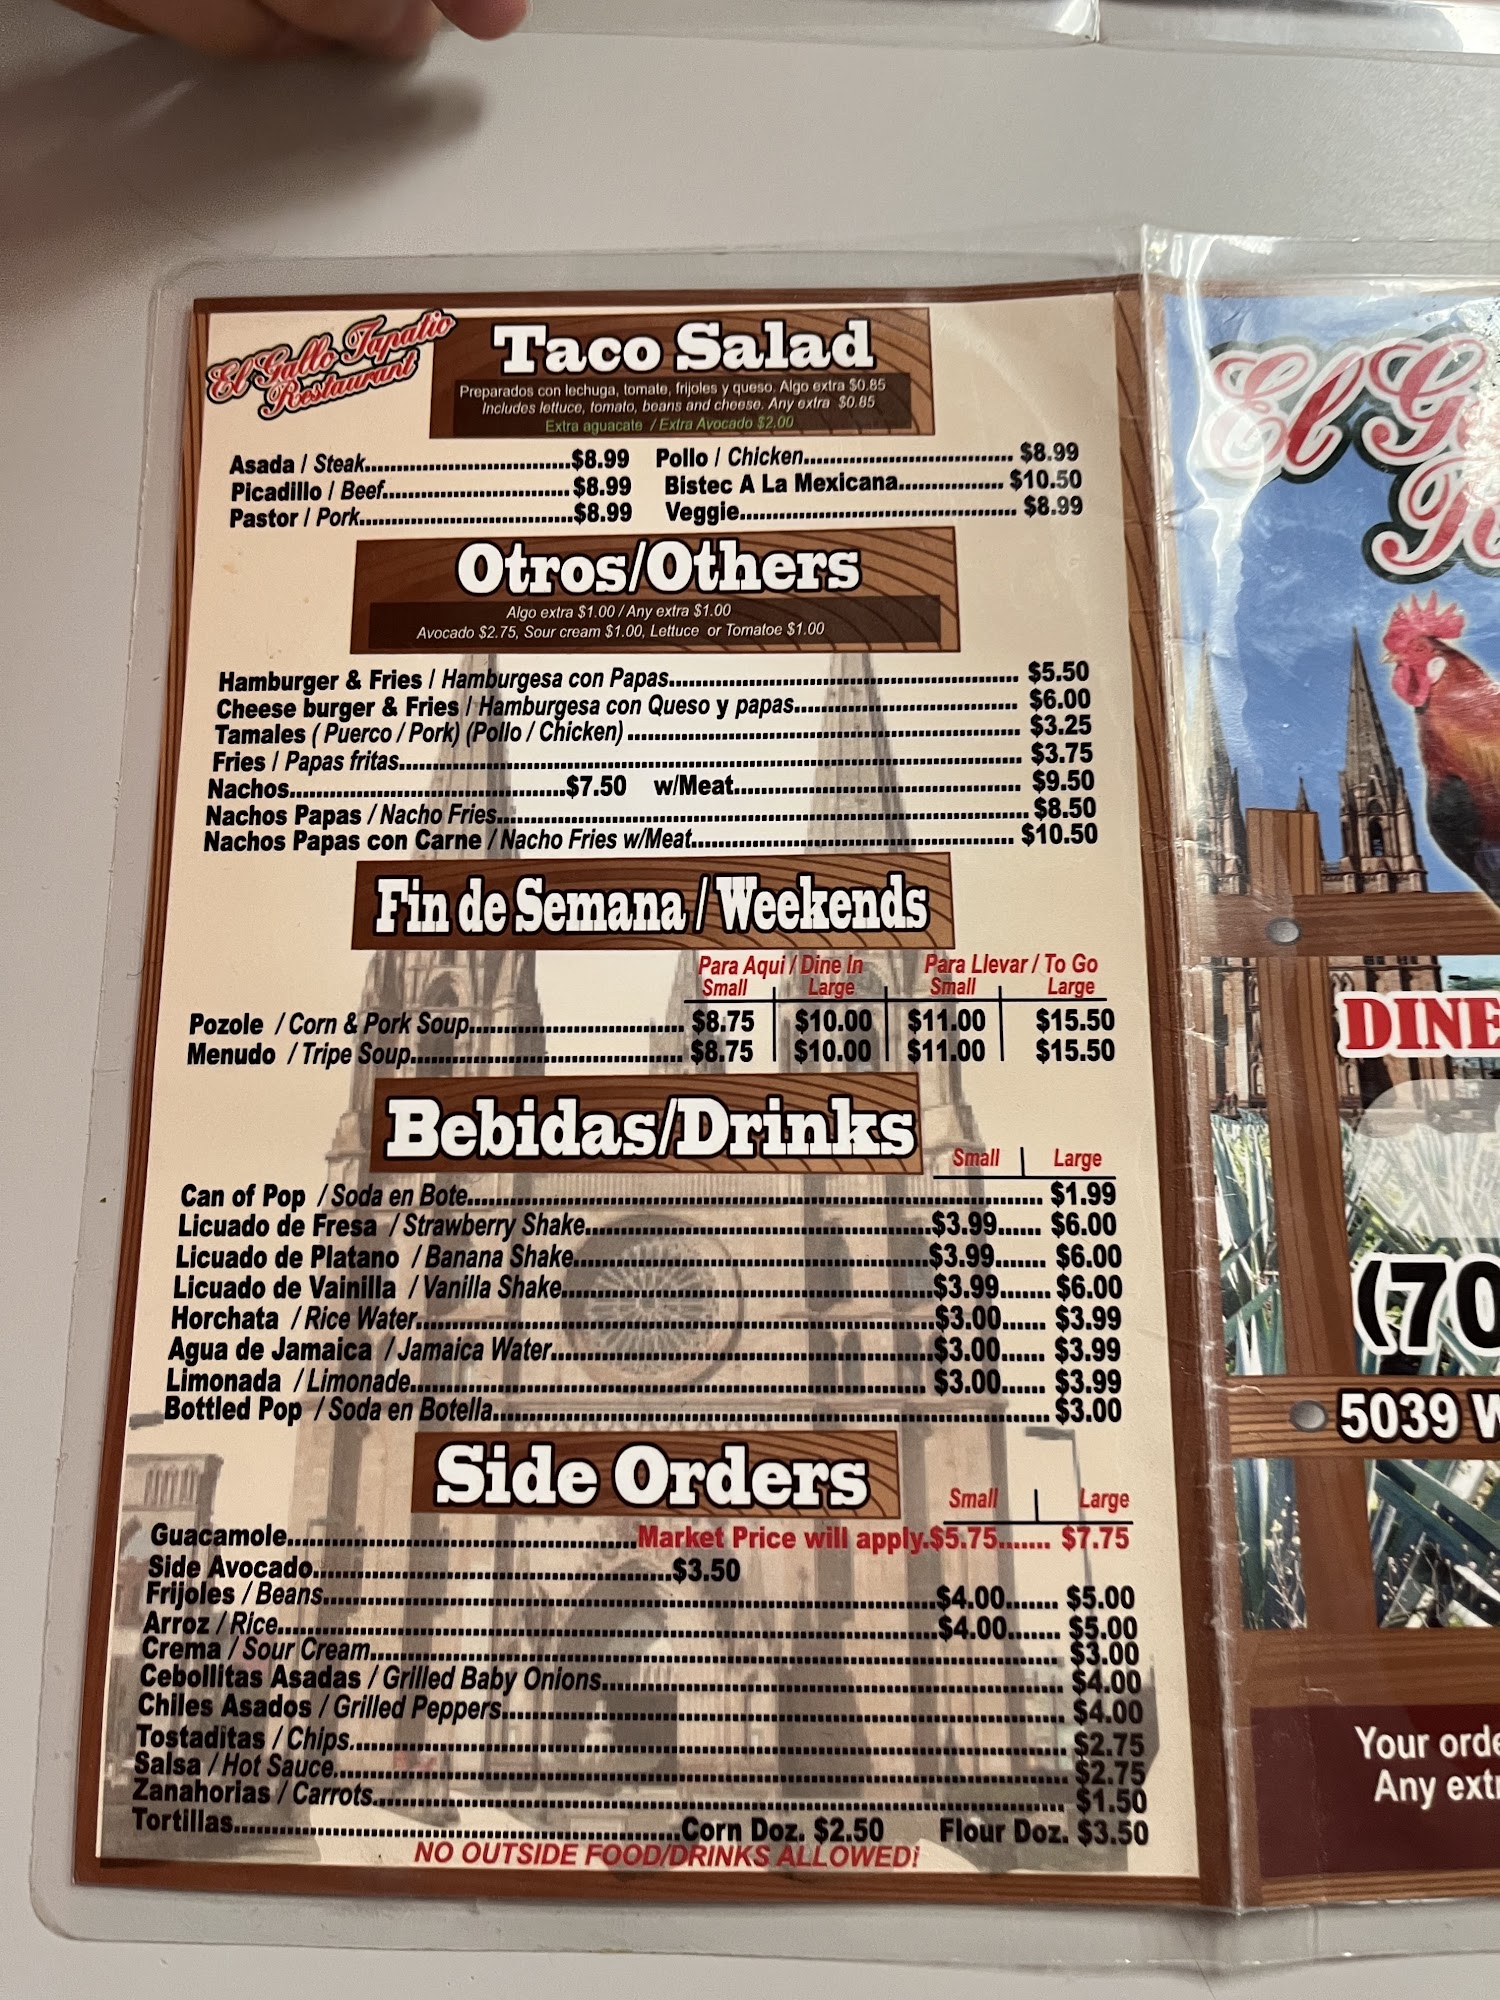 El Gallo Tapatio
Restaurant
Taco Salad
Preparados con lechuga, tomate, frijoles y queso. Algo extra $0.85
Includes lettuce, tomato, beans and cheese. Any extra $0.85
Extra aguacate / Extra Avocado $2.00
Asada / Steak..................................$8.99 Pollo / Chicken.................................. $8.99
Picadillo / Beef.............................. $8.99 Bistec A La Mexicana................. $10.50
Pastor / Pork...................................$8.99 Veggie............................................. $8.99
Otros/Others
Algo extra $1.00 / Any extra $1.00
Avocado $2.75, Sour cream $1.00, Lettuce or Tomatoe $1.00
Hamburger & Fries / Hamburgesa con Papas......................................................... $5.50
Cheese burger & Fries / Hamburgesa con Queso y papas.................................... $6.00
Tamales ( Puerco / Pork) (Pollo / Chicken) ............................................................... $3.25
Fries / Papas fritas..................................................................................................... $3.75
Nachos.............................................$7.50 w/Meat............................................... $9.50
Nachos Papas / Nacho Fries..................................................................................... $8.50
Nachos Papas con Carne / Nacho Fries w/Meat..................................................... $10.50
Fin de Semana / Weekends
Para Aqui / Dine In Para Llevar / To Go
Small Large Small Large
Pozole / Corn & Pork Soup................................... $8.75 $10.00 $11.00 $15.50
Menudo / Tripe Soup............................................ $8.75 $10.00 $11.00 $15.50
Bebidas/Drinks
Small Large
Can of Pop / Soda en Bote............................................................................................ $1.99
Licuado de Fresa / Strawberry Shake.......................................................$3.99...... $6.00
Licuado de Platano / Banana Shake.........................................................$3.99....... $6.00
Licuado de Vainilla / Vanilla Shake...........................................................$3.99....... $6.00
Horchata / Rice Water...................................................................................$3.00...... $3.99
Agua de Jamaica / Jamaica Water.............................................................$3.00...... $3.99
Limonada / Limonade.................................................................................... $3.00...... $3.99
Bottled Pop / Soda en Botella......................................................................................... $3.00
Side Orders
Small Large
Guacamole.........................................................Market Price will apply.$5.75....... $7.75
Side Avocado..........................................................$3.50
Frijoles / Beans...................................................................................................$4.00....... $5.00
Arroz / Rice..........................................................................................................$4.00....... $5.00
Crema / Sour Cream............................................................................................................... $3.00
Cebollitas Asadas / Grilled Baby Onions........................................................................... $4.00
Chiles Asados / Grilled Peppers........................................................................................... $4.00
Tostaditas / Chips.................................................................................................................... $2.75
Salsa / Hot Sauce....................................................................................................................... $2.75
Zanahorias / Carrots................................................................................................................. $1.50
Tortillas......................................................................Corn Doz. $2.50 Flour Doz. $3.50
NO OUTSIDE FOOD/DRINKS ALLOWED¡
El G
R
DINE
(70
5039 W
Your orde
Any extr